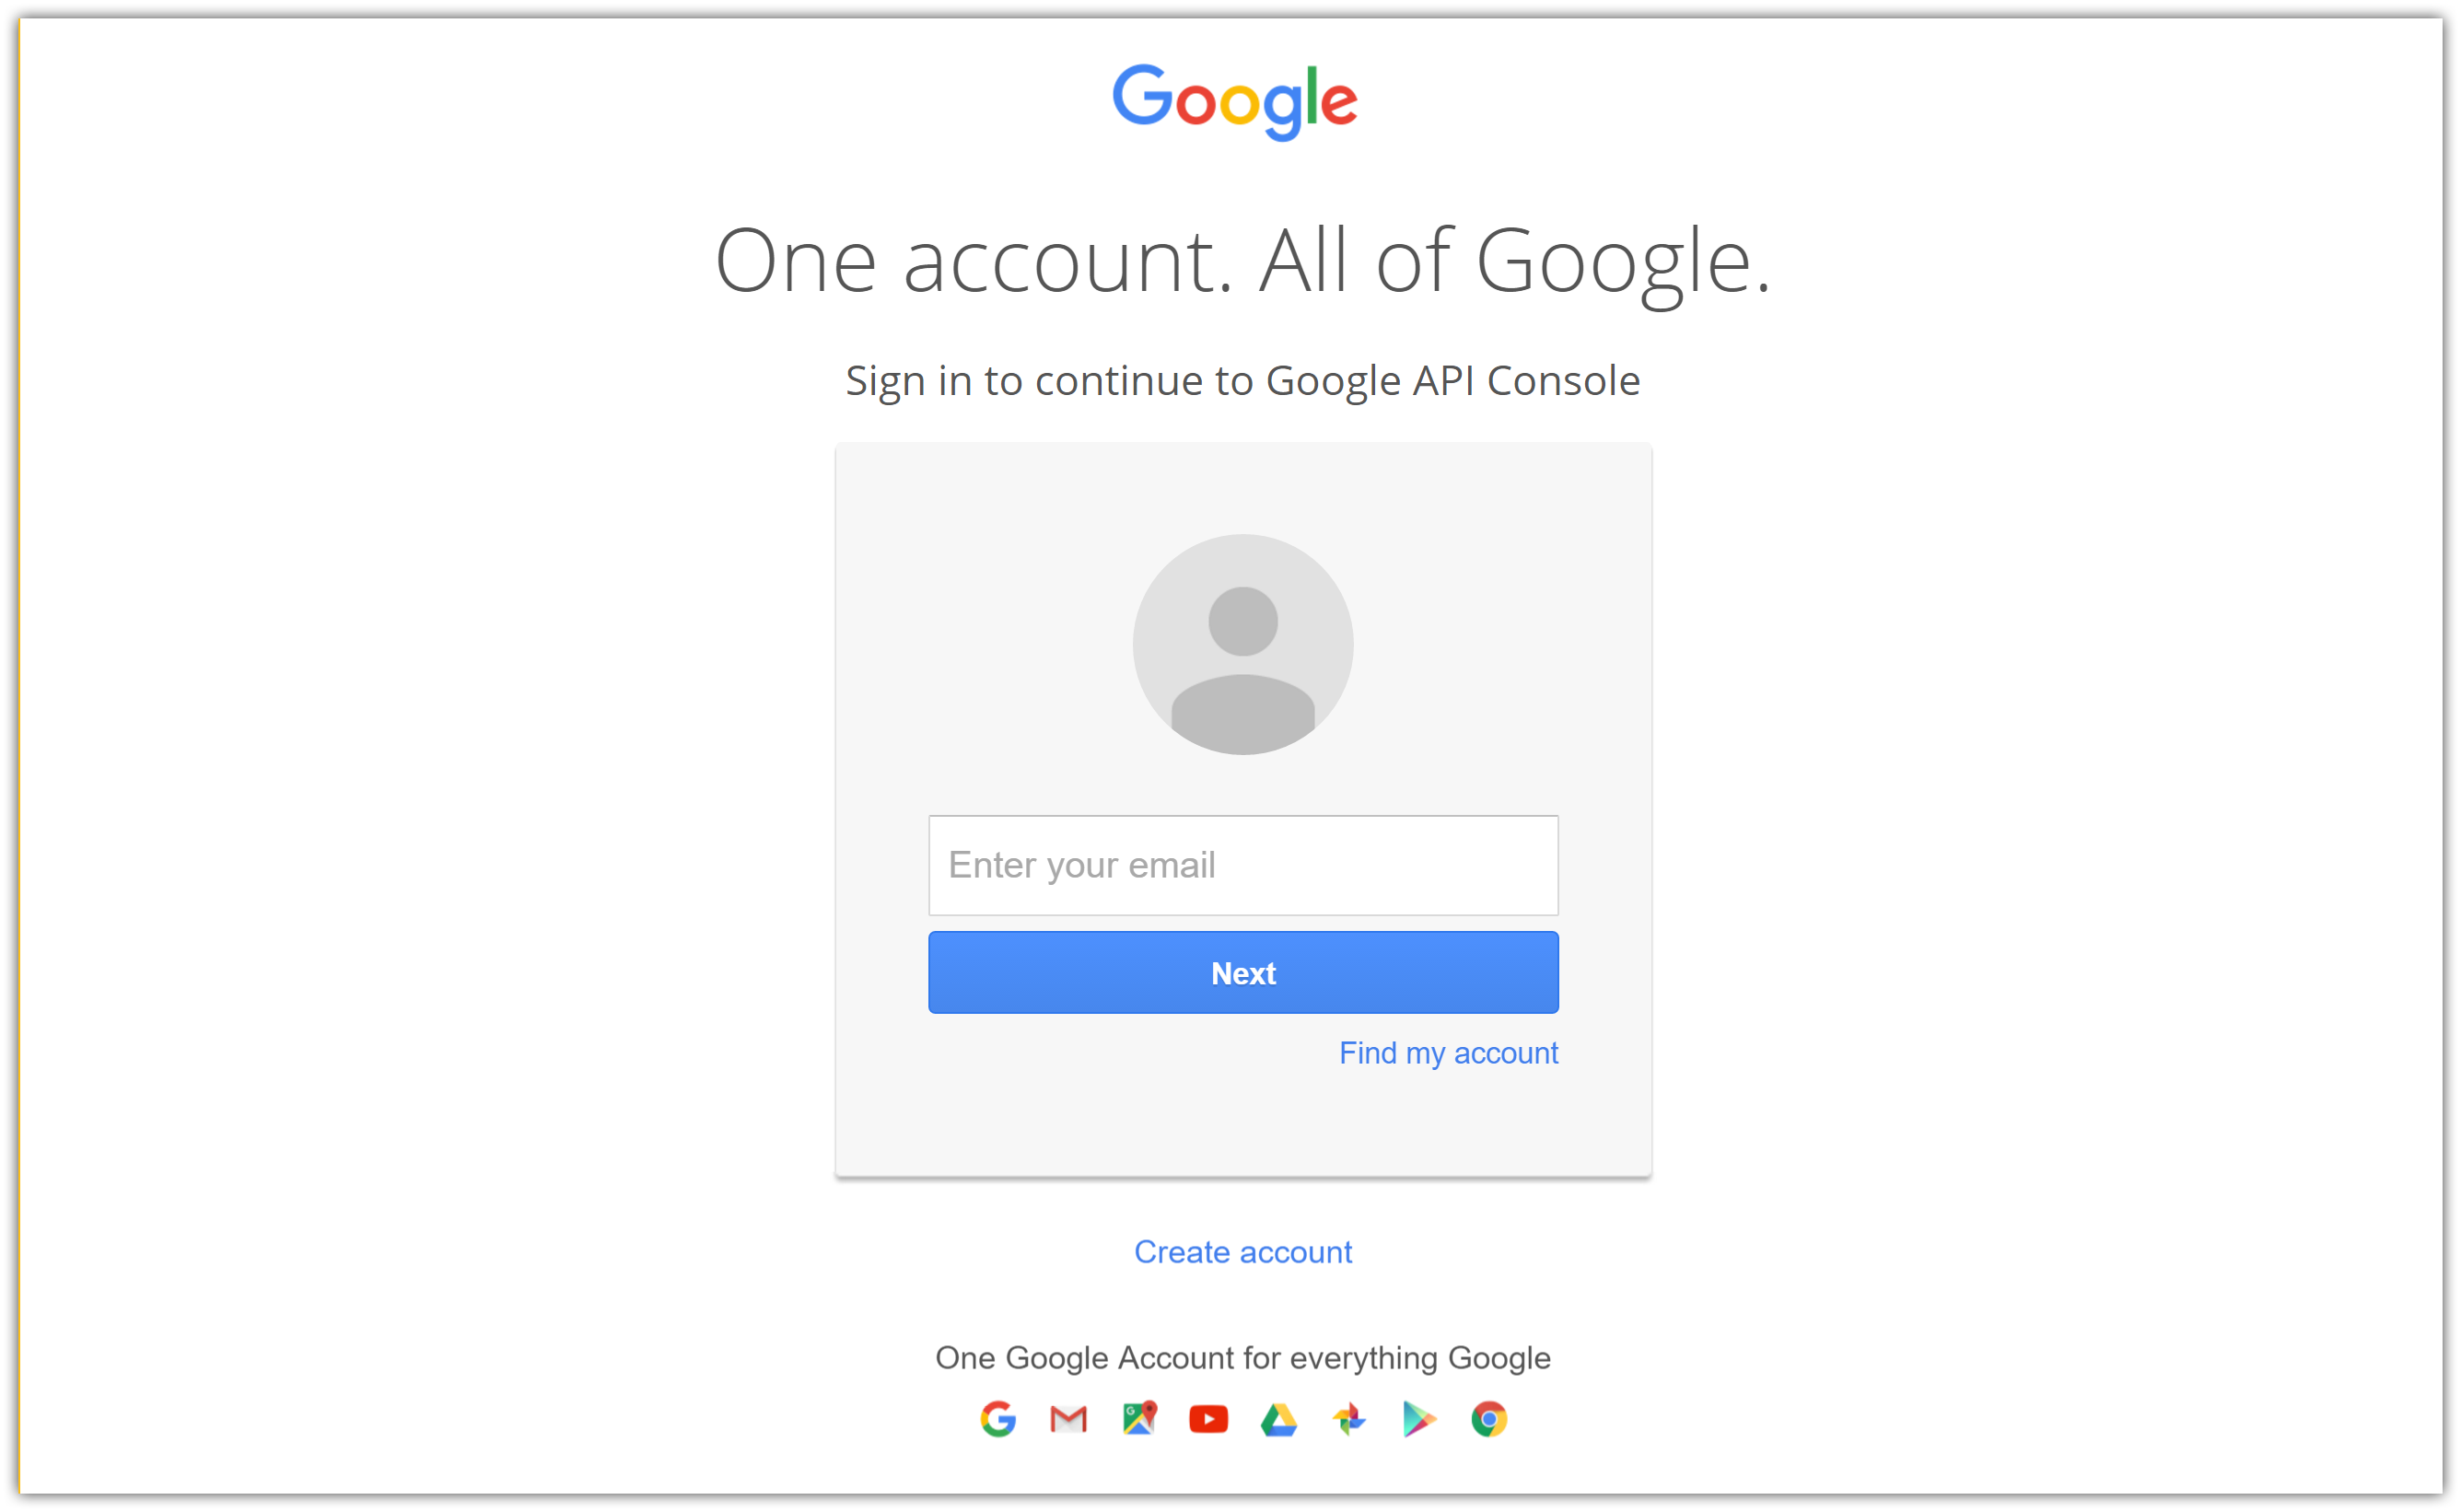 Google
One account. All of Google.
Sign in to continue to Google API Console
Enter your email
Next
Find my account
Create account
One Google Account for everything Google